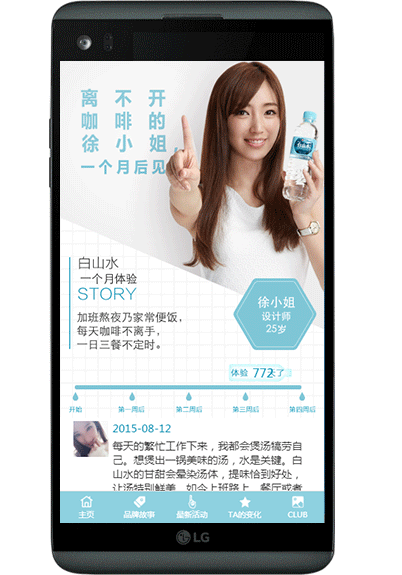 离不开
咖啡的
徐小姐,
一个月后见
白山水
白山水
一个月体验
STORY
加班熬夜乃家常便饭，
每天咖啡不离手，
一日三餐不定时。
徐小姐
设计师
25岁
体验 772天了
开始 第一周后 第二周后 第三周后 第四周后
2015-08-12
每天的繁忙工作下来，我都会煲汤犒劳自
己。想煲出一锅美味的汤，水是关键。白
山水的甘甜会晕染汤体，提味恰到好处，
让汤特别鲜美。如今上班路上、餐厅或者
主页 品牌故事 最新活动 TA的变化 CLUB
LG